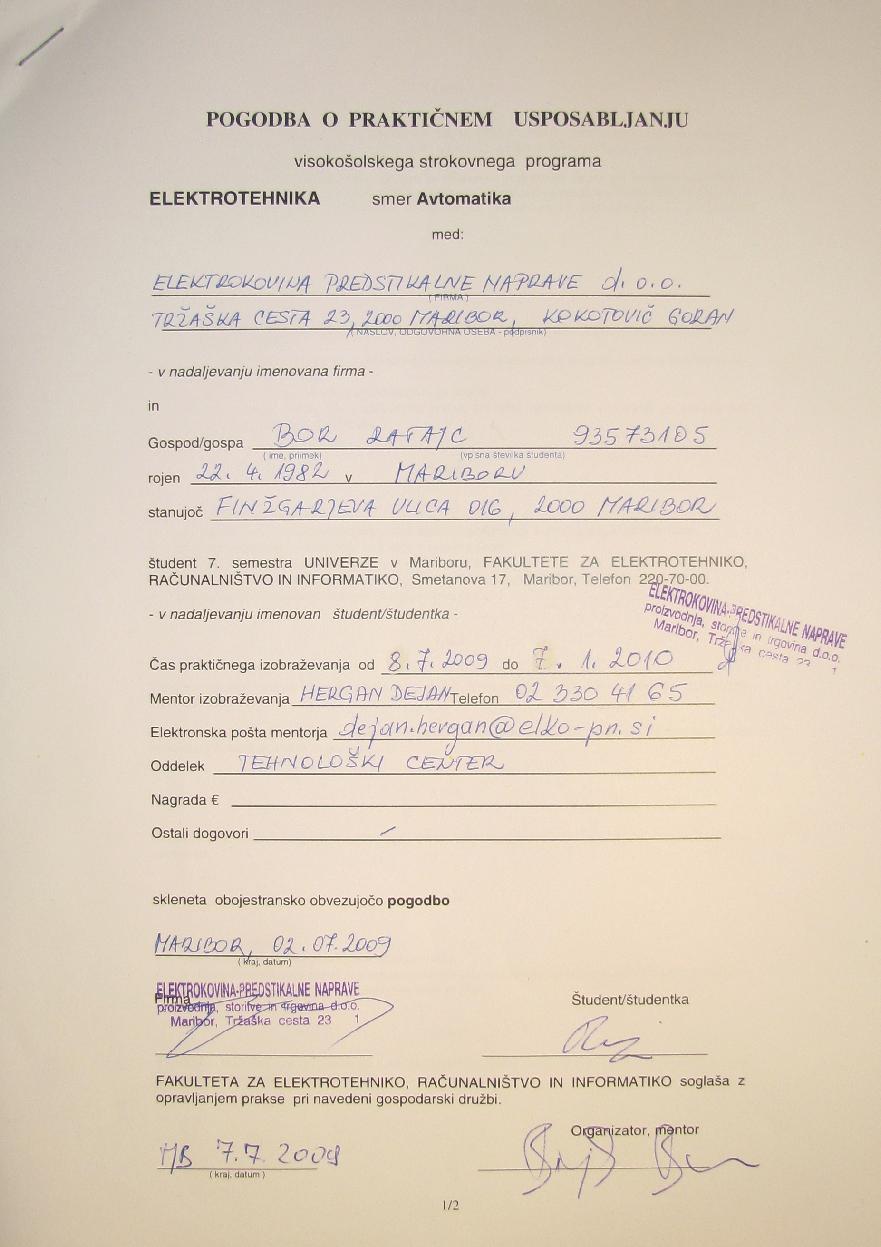 POGODBA O PRAKTIČNEM USPOSABLJANJU
visokošolskega strokovnega programa
ELEKTROTEHNIKA smer Avtomatika
med:
ELEKTROKOVINA PREDSTIKALNE NAPRAVE d.o.o.
( FIRMA )
TRŽAŠKA CESTA 23, 2000 MARIBOR, KOKOTOVIČ GORAN
( NASLOV, ODGOVORNA OSEBA - podpisnik)
- v nadaljevanju imenovana firma -
in
Gospod/gospa BOR RATAJC 93573105
( ime, priimek) (vpisna številka študenta)
rojen 22. 4. 1982 v MARIBORU
stanujoč FINŽGARJEVA ULICA 016, 2000 MARIBOR
študent 7. semestra UNIVERZE v Mariboru, FAKULTETE ZA ELEKTROTEHNIKO,
RAČUNALNIŠTVO IN INFORMATIKO, Smetanova 17, Maribor, Telefon 220-70-00.
- v nadaljevanju imenovan študent/študentka -
ELEKTROKOVINA-PREDSTIKALNE NAPRAVE
proizvodnja, storitve in trgovina d.o.o.
Maribor, Tržaška cesta 23 1
Čas praktičnega izobraževanja od 8.7.2009 do 7. 1. 2010
Mentor izobraževanja HERGAN DEJAN Telefon 02 330 41 65
Elektronska pošta mentorja dejan.hergan@elko-pn.si
Oddelek TEHNOLOŠKI CENTER
Nagrada €
Ostali dogovori
skleneta obojestransko obvezujočo pogodbo
MARIBOR, 02.07.2009
( kraj, datum)
Firma
ELEKTROKOVINA-PREDSTIKALNE NAPRAVE
proizvodnja, storitve in trgovina d.o.o.
Maribor, Tržaška cesta 23 1
Študent/študentka
FAKULTETA ZA ELEKTROTEHNIKO, RAČUNALNIŠTVO IN INFORMATIKO soglaša z
opravljanjem prakse pri navedeni gospodarski družbi.
Organizator, mentor
MB 7.7. 2009
( kraj, datum )
1/2